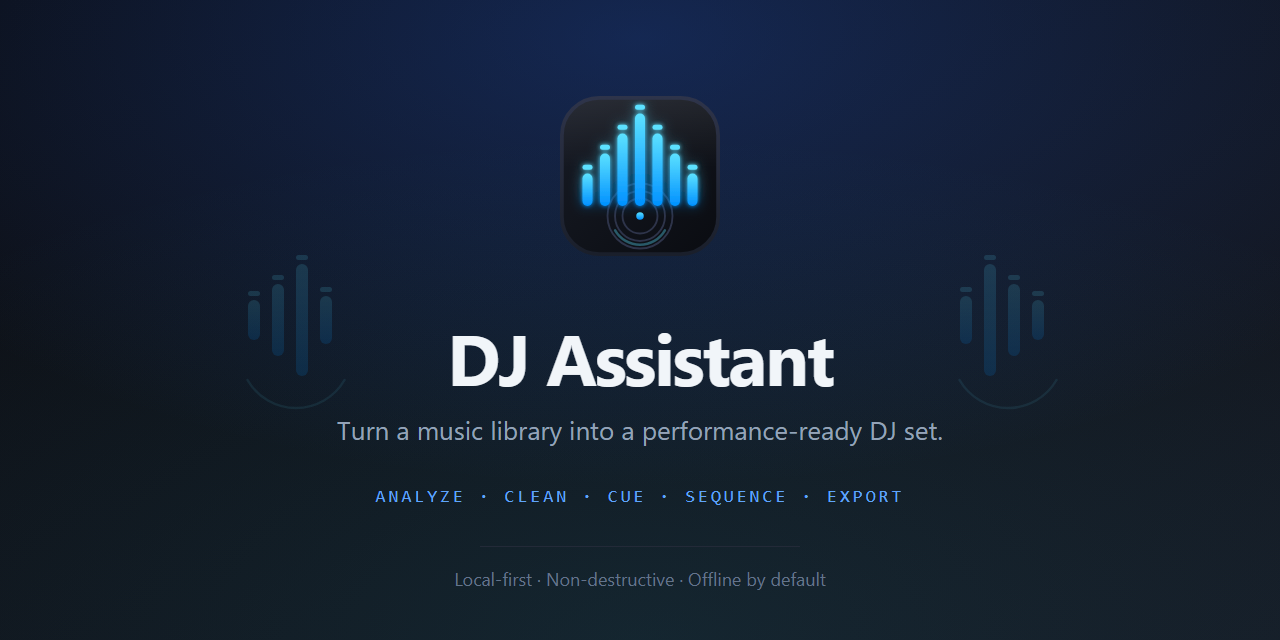 DJ Assistant
Turn a music library into a performance-ready DJ set.
ANALYZE · CLEAN · CUE · SEQUENCE · EXPORT
Local-first · Non-destructive · Offline by default